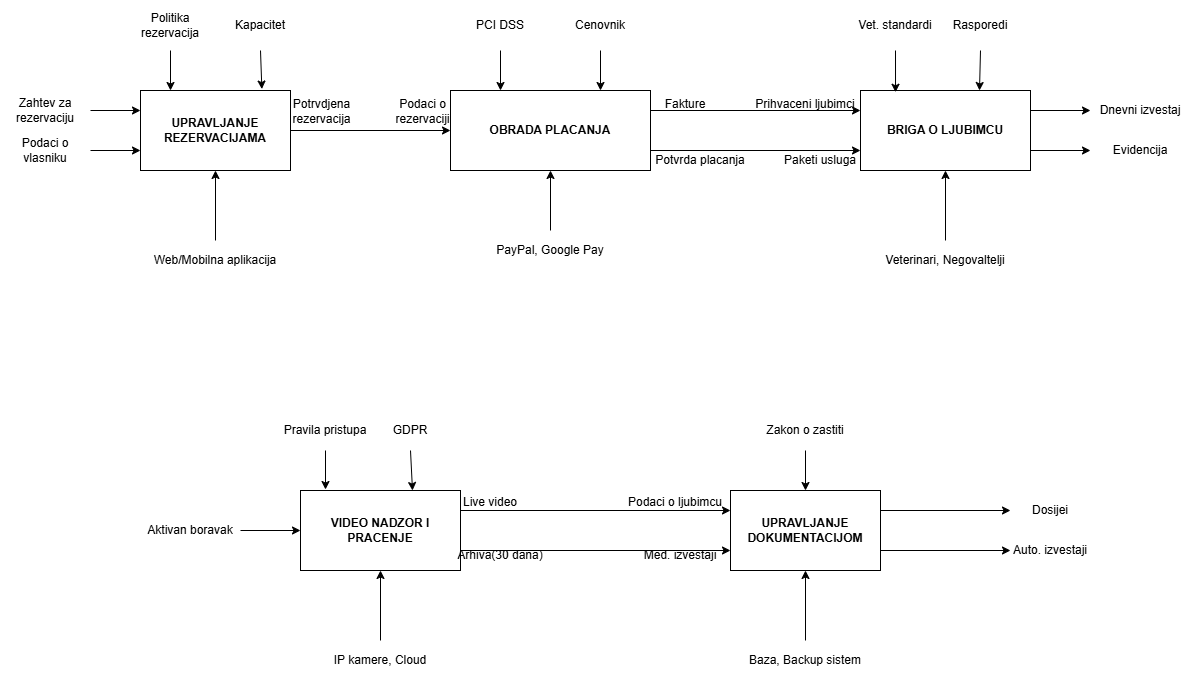 Politika
rezervacija
Kapacitet
PCI DSS
Cenovnik
Vet. standardi
Rasporedi
Zahtev za
rezervaciju
Podaci o
vlasniku
UPRAVLJANJE
REZERVACIJAMA
Potrvdjena
rezervacija
Podaci o
rezervaciji
OBRADA PLACANJA
Fakture
Prihvaceni ljubimci
Potvrda placanja
Paketi usluga
BRIGA O LJUBIMCU
Dnevni izvestaj
Evidencija
Web/Mobilna aplikacija
PayPal, Google Pay
Veterinari, Negovaltelji
Pravila pristupa
GDPR
Zakon o zastiti
Aktivan boravak
VIDEO NADZOR I
PRACENJE
Live video
Podaci o ljubimcu
Arhiva(30 dana)
Med. izvestaji
UPRAVLJANJE
DOKUMENTACIJOM
Dosijei
Auto. izvestaji
IP kamere, Cloud
Baza, Backup sistem